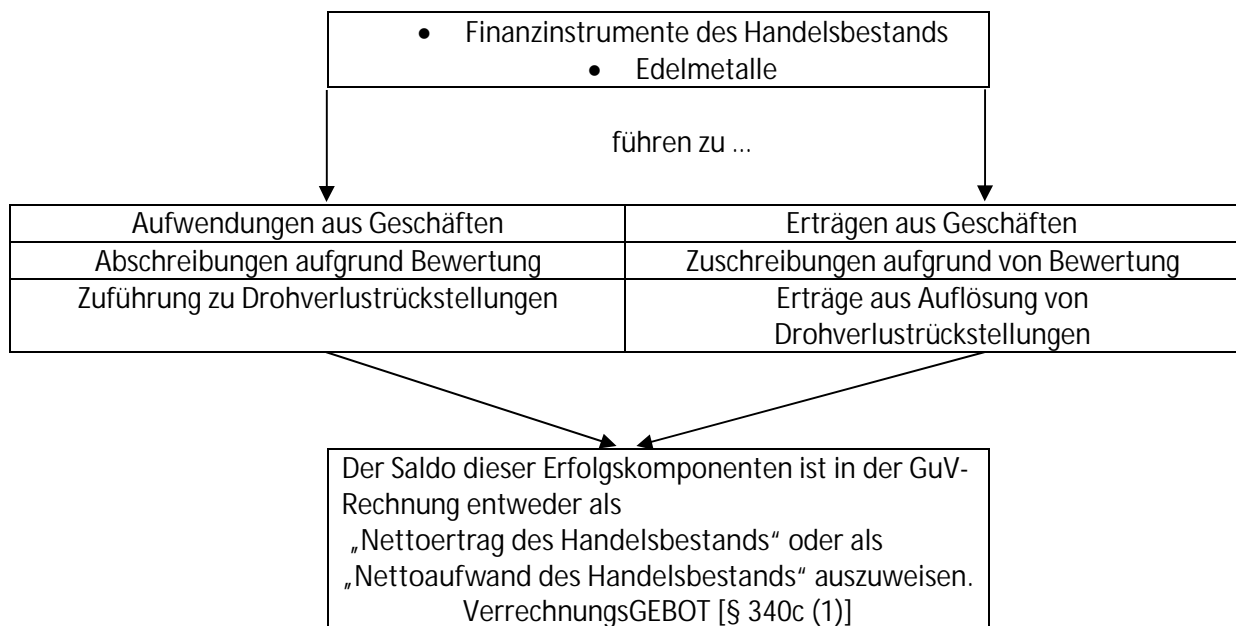 • Finanzinstrumente des Handelsbestands
• Edelmetalle
führen zu ...
Aufwendungen aus Geschäften
Erträgen aus Geschäften
Abschreibungen aufgrund Bewertung
Zuschreibungen aufgrund von Bewertung
Zuführung zu Drohverlustrückstellungen
Erträge aus Auflösung von
Drohverlustrückstellungen
Der Saldo dieser Erfolgskomponenten ist in der GuV-
Rechnung entweder als
„Nettoertrag des Handelsbestands“ oder als
„Nettoaufwand des Handelsbestands“ auszuweisen.
VerrechnungsGEBOT [§ 340c (1)]